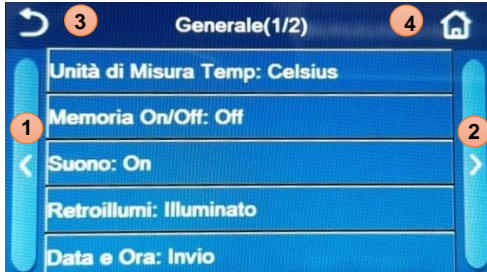 3 Generale(1/2) 4
Unità di Misura Temp: Celsius
Memoria On/Off: Off
1
2
Suono: On
Retroillumi: Illuminato
Data e Ora: Invio